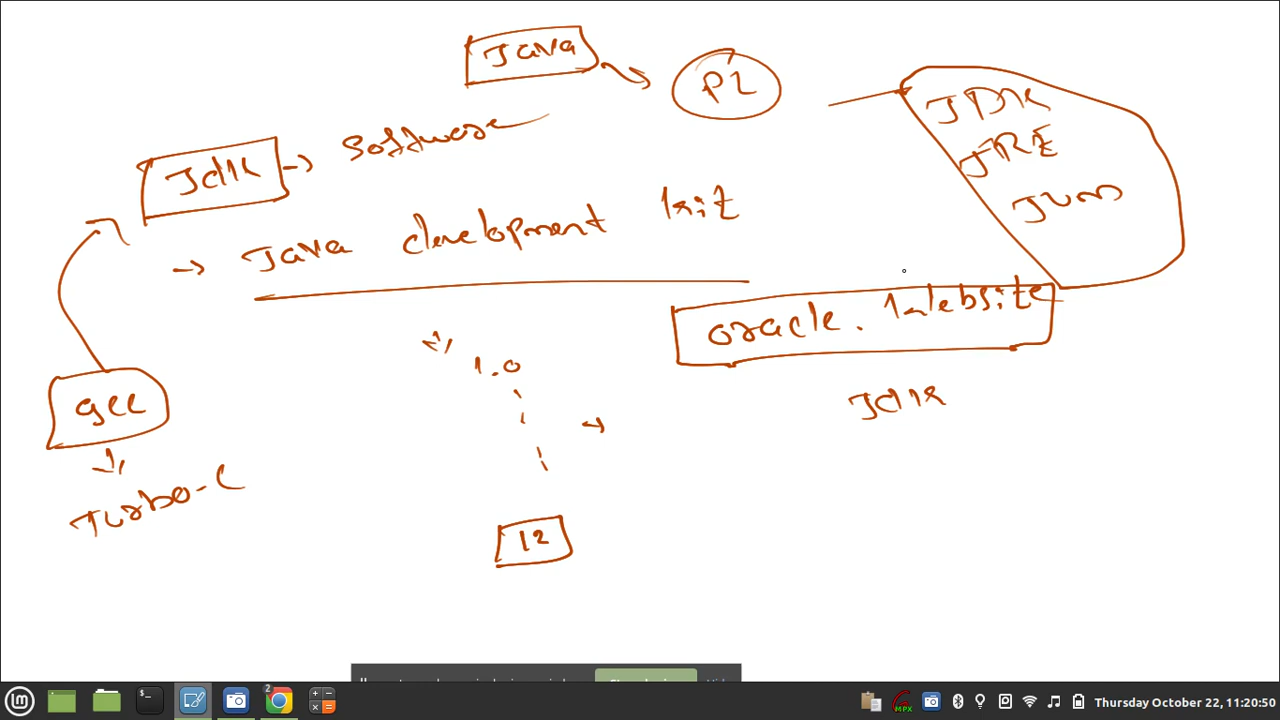 Java
PL
JDK
JRE
JVM
Jdk → Software
→ Java development kit
oracle. Website
1.0
Jdk
gcc
Turbo-C
12
Thursday October 22, 11:20:50